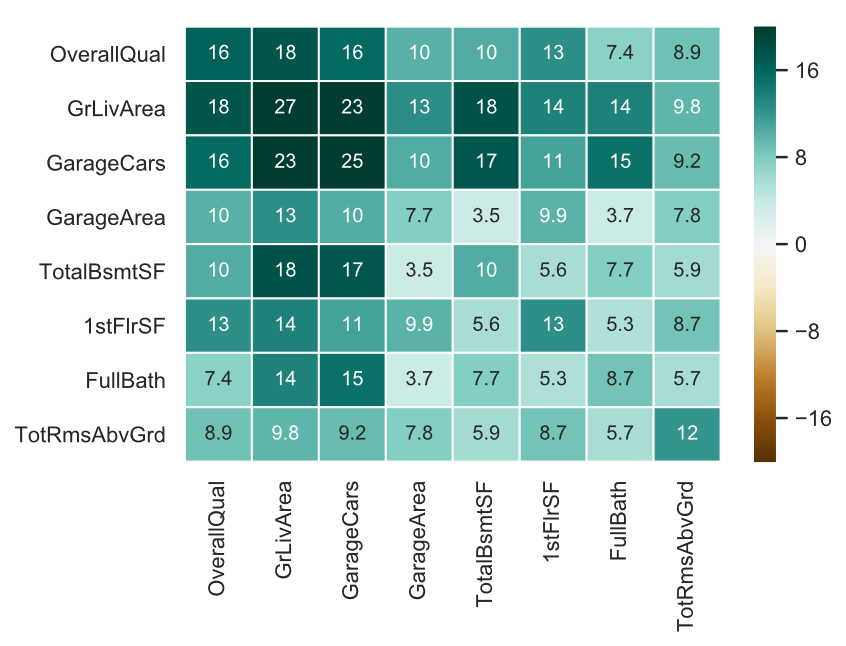 OverallQual 16 18 16 10 10 13 7.4 8.9
GrLivArea 18 27 23 13 18 14 14 9.8
GarageCars 16 23 25 10 17 11 15 9.2
GarageArea 10 13 10 7.7 3.5 9.9 3.7 7.8
TotalBsmtSF 10 18 17 3.5 10 5.6 7.7 5.9
1stFlrSF 13 14 11 9.9 5.6 13 5.3 8.7
FullBath 7.4 14 15 3.7 7.7 5.3 8.7 5.7
TotRmsAbvGrd 8.9 9.8 9.2 7.8 5.9 8.7 5.7 12
OverallQual
GrLivArea
GarageCars
GarageArea
TotalBsmtSF
1stFlrSF
FullBath
TotRmsAbvGrd
16
8
0
−8
−16